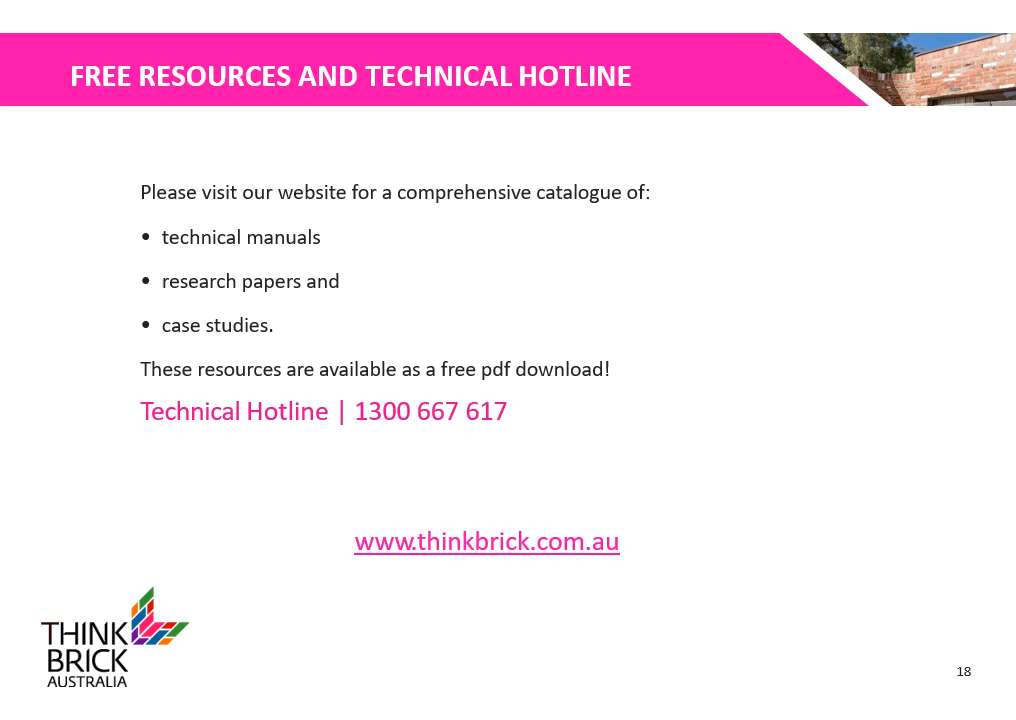 FREE RESOURCES AND TECHNICAL HOTLINE
Please visit our website for a comprehensive catalogue of:
• technical manuals
• research papers and
• case studies.
These resources are available as a free pdf download!
Technical Hotline | 1300 667 617
www.thinkbrick.com.au
THINK
BRICK
AUSTRALIA
18